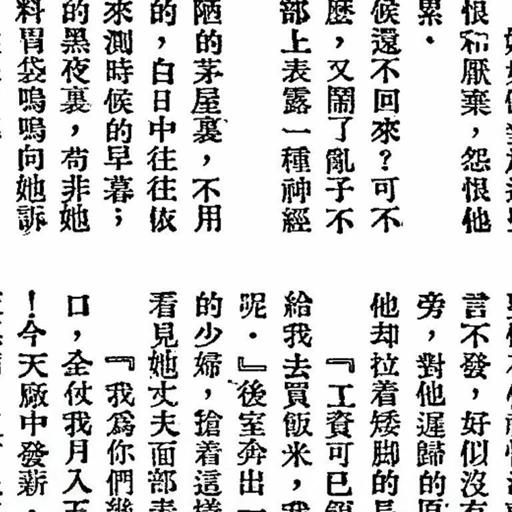 恨和厭棄，怨恨他
累．
候還不回來？可不
麼，又鬧了亂子不
部上表露一種神經
陋的茅屋裏，不用
的，白日中往往依
來測時候的早暮；
的黑夜裏，苟非她
料胃袋嗚嗚向她訴
言不發，好似沒有
旁，對他遲歸的原
他却拉着矮脚的長
『工資可已領
給我去買飯米，我
呢．』後室奔出一
的少婦，搶着這樣
看見她丈夫面部表
『我爲你們幾
口，全仗我月入五
！今天廠中發薪，